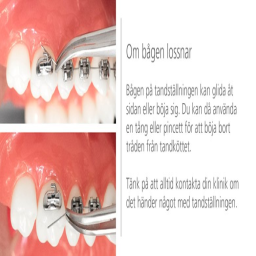 Om bågen lossnar
Bågen på tandställningen kan glida åt
sidan eller böja sig. Du kan då använda
en tång eller pincett för att böja bort
tråden från tandköttet.
Tänk på att alltid kontakta din klinik om
det händer något med tandställningen.